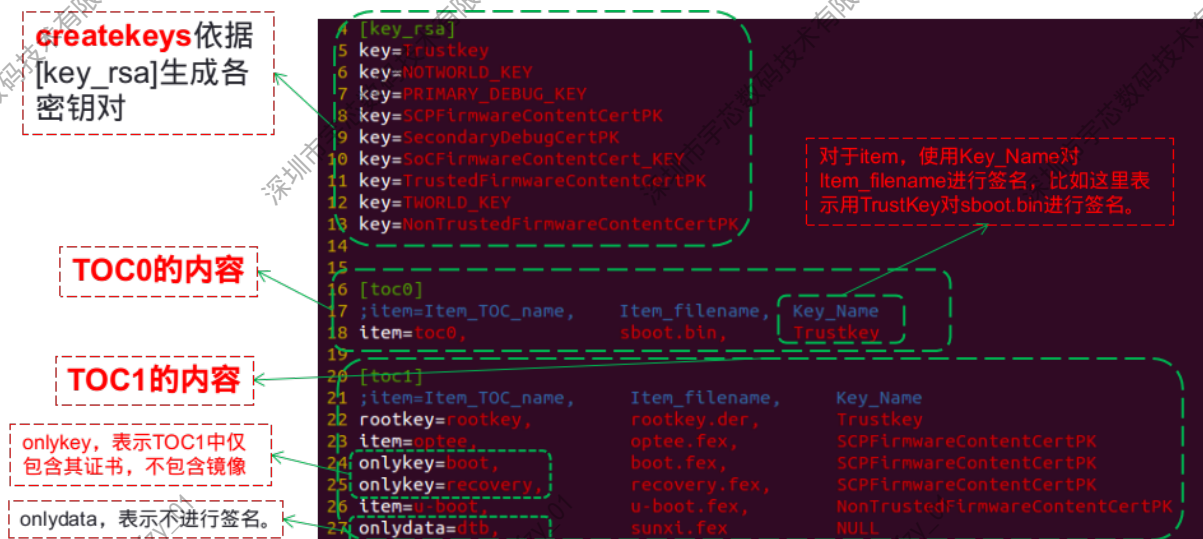 createkeys依据
[key_rsa]生成各
密钥对
4 [key_rsa]
5 key=Trustkey
6 key=NOTWORLD_KEY
7 key=PRIMARY_DEBUG_KEY
8 key=SCPFirmwareContentCertPK
9 key=SecondaryDebugCertPK
10 key=SoCFirmwareContentCert_KEY
11 key=TrustedFirmwareContentCertPK
12 key=TWORLD_KEY
13 key=NonTrustedFirmwareContentCertPK
14
15
对于item，使用Key_Name对
Item_filename进行签名，比如这里表
示用TrustKey对sboot.bin进行签名。
TOC0的内容
16 [toc0]
17 ;item=Item_TOC_name, Item_filename, Key_Name
18 item=toc0, sboot.bin, Trustkey
19
TOC1的内容
20 [toc1]
21 ;item=Item_TOC_name, Item_filename, Key_Name
22 rootkey=rootkey, rootkey.der, Trustkey
23 item=optee, optee.fex, SCPFirmwareContentCertPK
24 onlykey=boot, boot.fex, SCPFirmwareContentCertPK
25 onlykey=recovery, recovery.fex, SCPFirmwareContentCertPK
26 item=u-boot, u-boot.fex, NonTrustedFirmwareContentCertPK
27 onlydata=dtb, sunxi.fex NULL
onlykey，表示TOC1中仅
包含其证书，不包含镜像
onlydata，表示不进行签名。